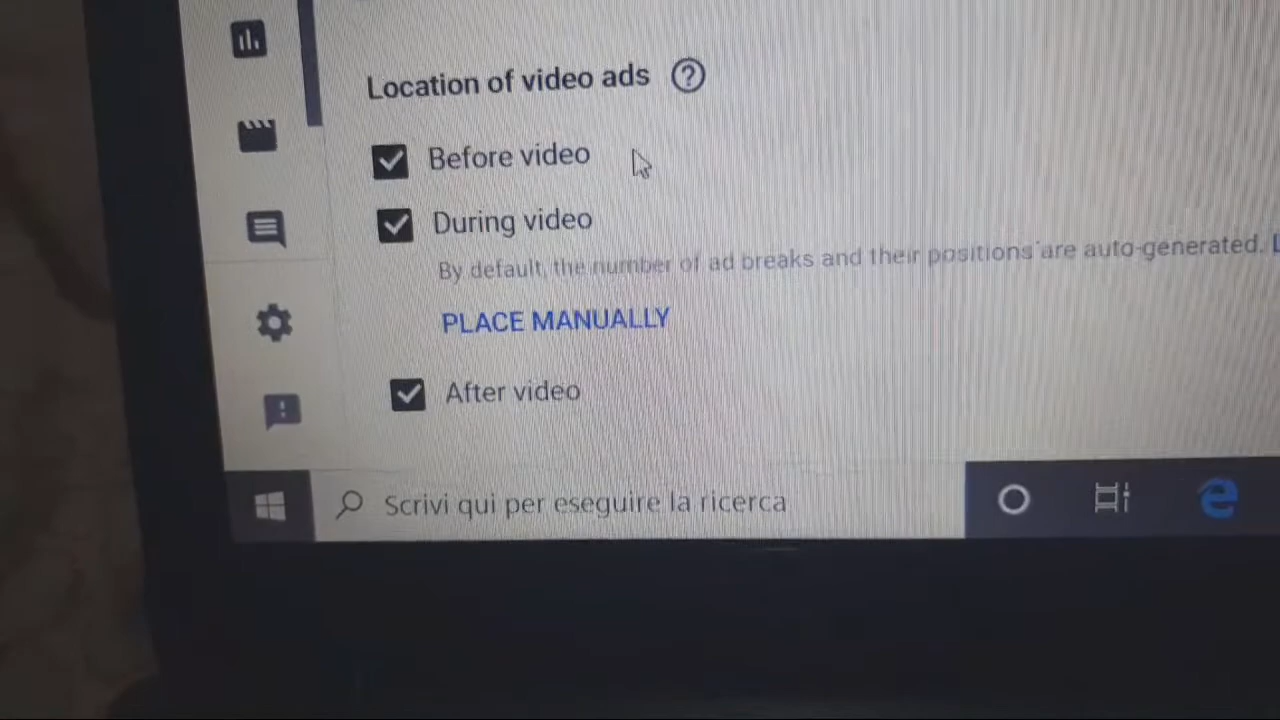 Location of video ads
Before video
During video
By default, the number of ad breaks and their positions are auto-generated.
PLACE MANUALLY
After video
Scrivi qui per eseguire la ricerca